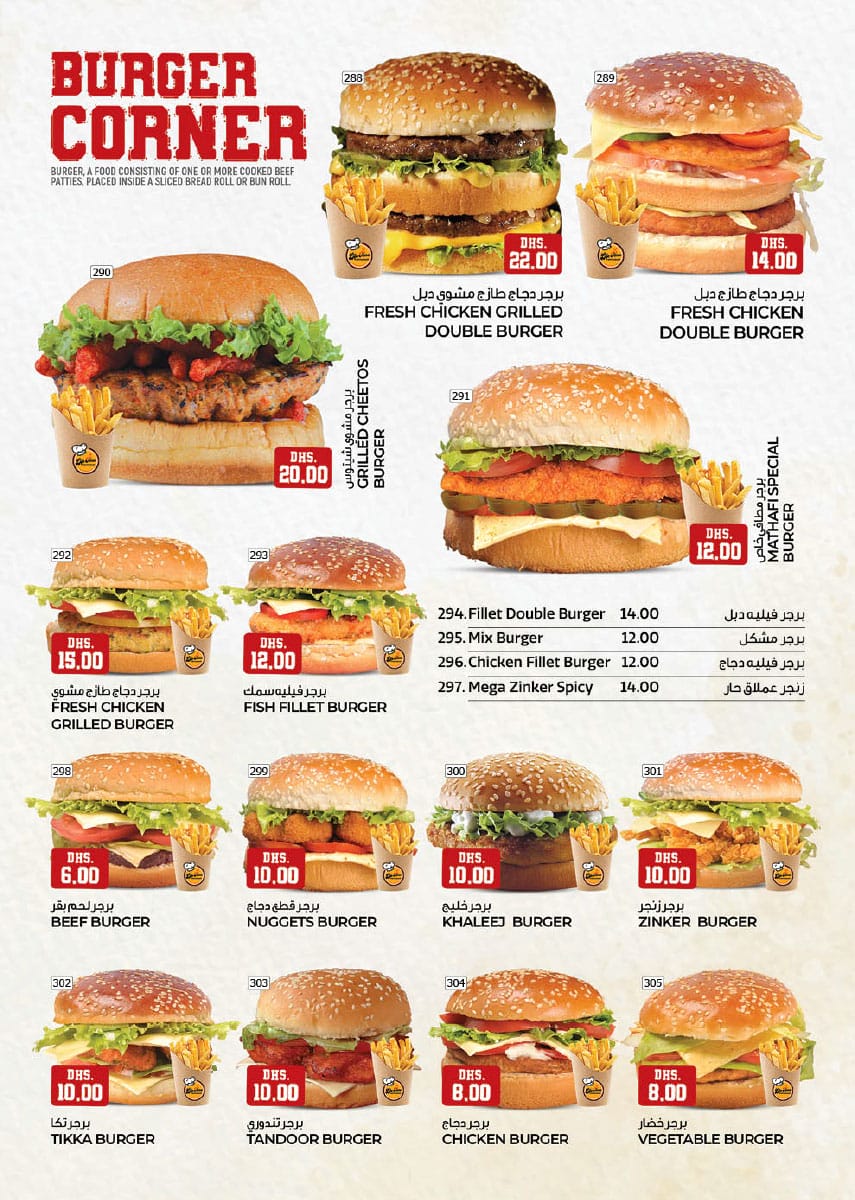 BURGER
CORNER
BURGER, A FOOD CONSISTING OF ONE OR MORE COOKED BEEF
PATTIES, PLACED INSIDE A SLICED BREAD ROLL OR BUN ROLL.
288
DHS.
22.00
برجر دجاج طازج مشوي دبل
FRESH CHICKEN GRILLED
DOUBLE BURGER
289
DHS.
14.00
برجر دجاج طازج دبل
FRESH CHICKEN
DOUBLE BURGER
290
DHS.
20.00
برجر مشوي شيتوس
GRILLED CHEETOS
BURGER
291
DHS.
12.00
برجر مطافي خاص
MATHAFI SPECIAL
BURGER
292
DHS.
15.00
برجر دجاج طازج مشوي
FRESH CHICKEN
GRILLED BURGER
293
DHS.
12.00
برجر فيليه سمك
FISH FILLET BURGER
294. Fillet Double Burger 14.00 برجر فيليه دبل
295. Mix Burger 12.00 برجر مشكل
296. Chicken Fillet Burger 12.00 برجر فيليه دجاج
297. Mega Zinker Spicy 14.00 زنجر عملاق حار
298
DHS.
6.00
برجر لحم بقر
BEEF BURGER
299
DHS.
10.00
برجر قطع دجاج
NUGGETS BURGER
300
DHS.
10.00
برجر خليج
KHALEEJ BURGER
301
DHS.
10.00
برجر زنجر
ZINKER BURGER
302
DHS.
10.00
برجر تكا
TIKKA BURGER
303
DHS.
10.00
برجر تندوري
TANDOOR BURGER
304
DHS.
8.00
برجر دجاج
CHICKEN BURGER
305
DHS.
8.00
برجر خضار
VEGETABLE BURGER